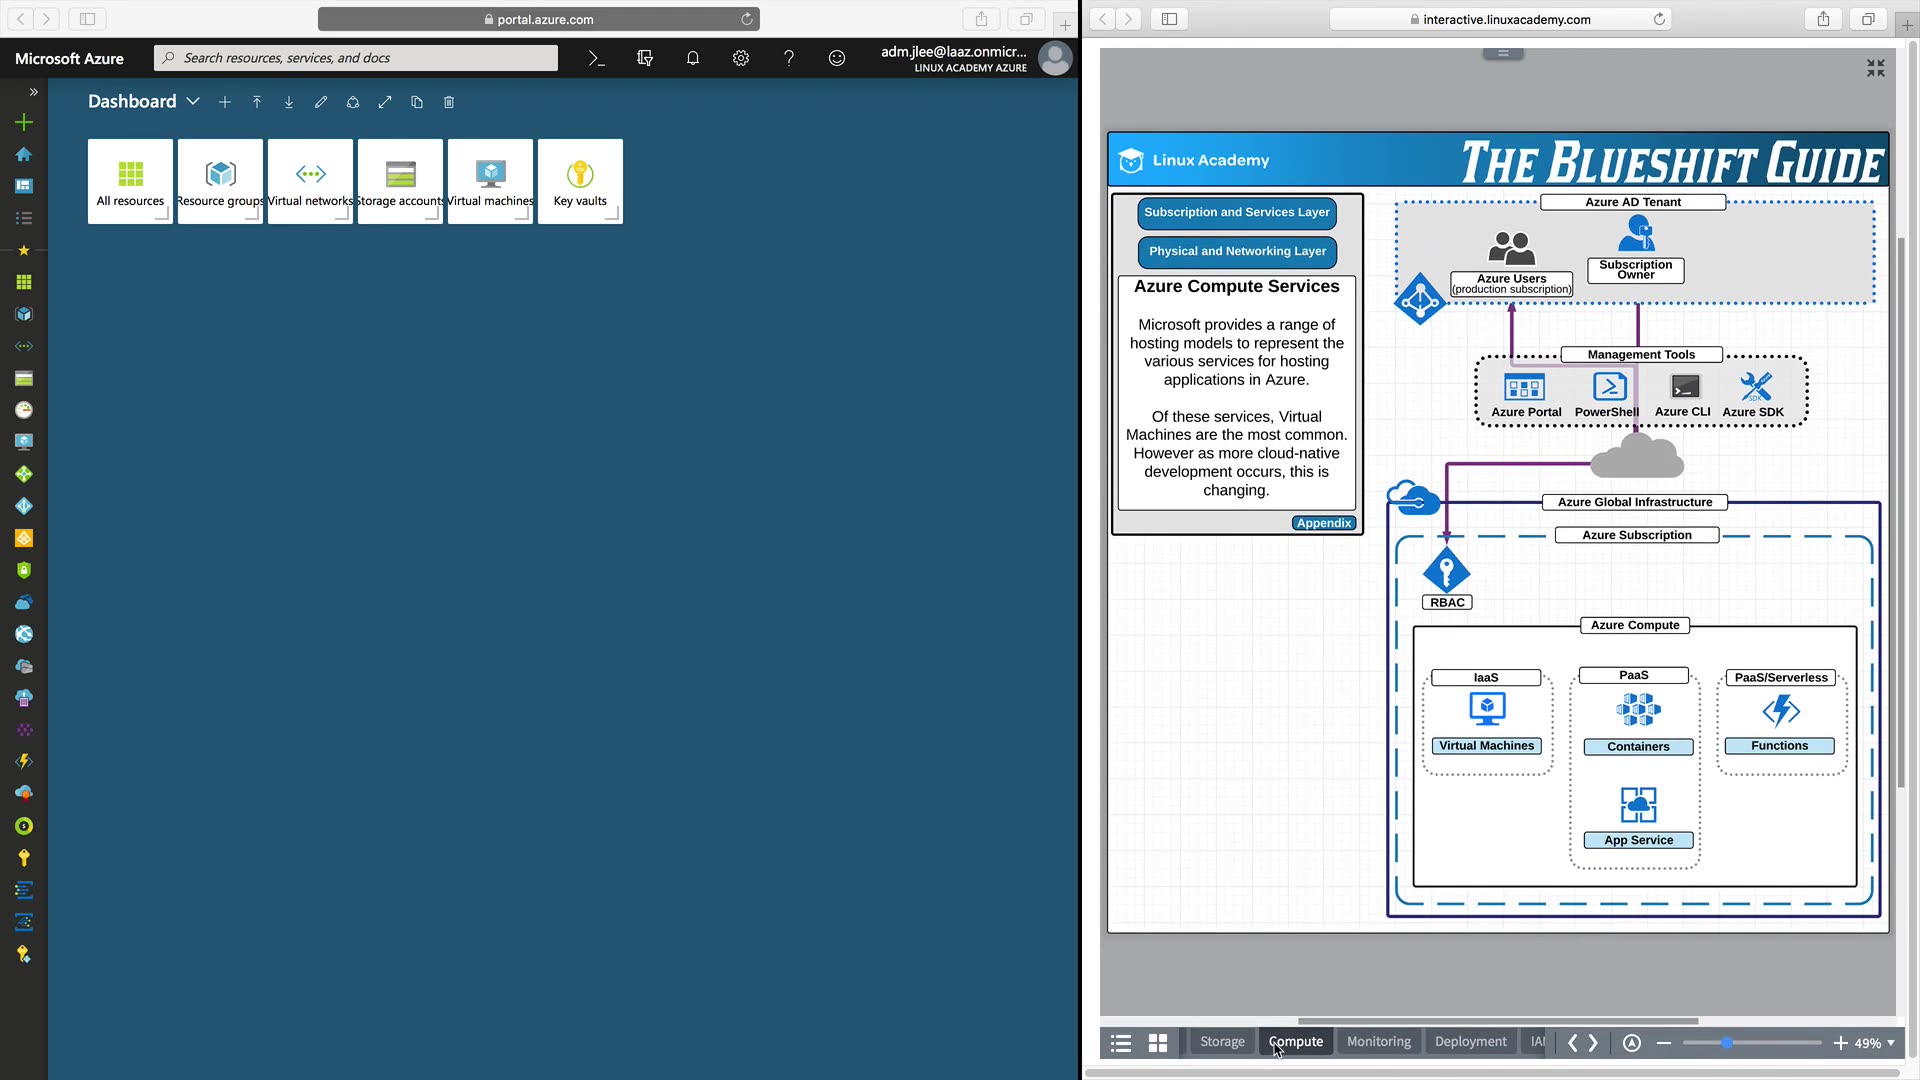 portal.azure.com
Microsoft Azure
Search resources, services, and docs
adm.jlee@laaz.onmicr...
LINUX ACADEMY AZURE
Dashboard
All resources
Resource groups
Virtual networks
Storage accounts
Virtual machines
Key vaults
interactive.linuxacademy.com
Linux Academy
THE BLUESHIFT GUIDE
Subscription and Services Layer
Physical and Networking Layer
Azure Compute Services
Microsoft provides a range of
hosting models to represent the
various services for hosting
applications in Azure.
Of these services, Virtual
Machines are the most common.
However as more cloud-native
development occurs, this is
changing.
Appendix
Azure AD Tenant
Azure Users
(production subscription)
Subscription
Owner
Management Tools
Azure Portal
PowerShell
Azure CLI
SDK
Azure SDK
Azure Global Infrastructure
Azure Subscription
RBAC
Azure Compute
IaaS
Virtual Machines
PaaS
Containers
App Service
PaaS/Serverless
Functions
Storage
Compute
Monitoring
Deployment
49%